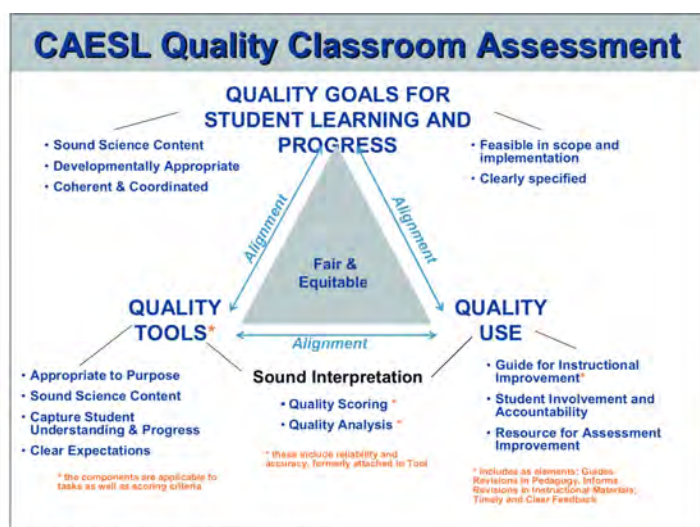 CAESL Quality Classroom Assessment
QUALITY GOALS FOR
STUDENT LEARNING AND
PROGRESS
• Sound Science Content
• Developmentally Appropriate
• Coherent & Coordinated
• Feasible in scope and
implementation
• Clearly specified
Alignment
Alignment
Fair &
Equitable
QUALITY
TOOLS*
QUALITY
USE
Alignment
• Appropriate to Purpose
• Sound Science Content
• Capture Student
Understanding & Progress
• Clear Expectations
* the components are applicable to
tasks as well as scoring criteria
Sound Interpretation
• Quality Scoring *
• Quality Analysis *
* these include reliability and
accuracy, formerly attached to Tool
• Guide for Instructional
Improvement*
• Student Involvement and
Accountability
• Resource for Assessment
Improvement
* includes as elements: Guides
Revisions in Pedagogy, Informs
Revisions in Instructional Materials;
Timely and Clear Feedback